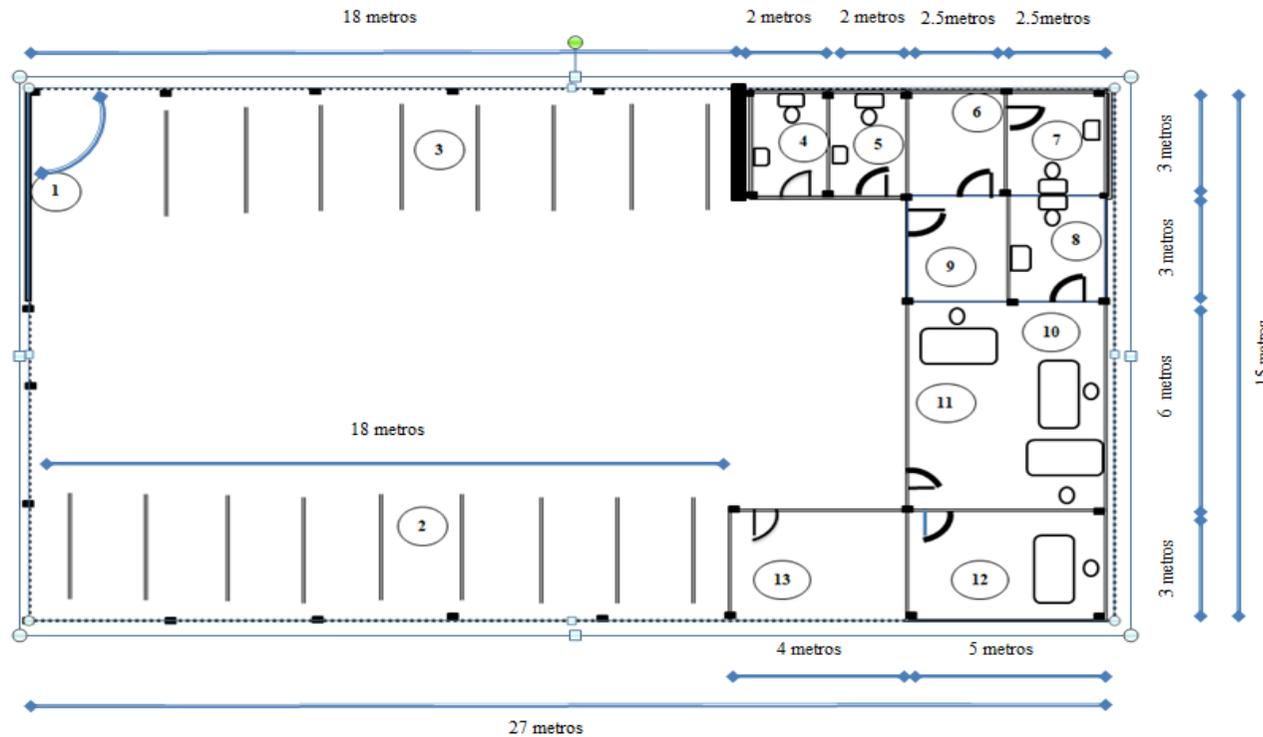 18 metros
2 metros
2 metros
2.5metros
2.5metros
1
2
3
4
5
6
7
8
9
10
11
12
13
3 metros
3 metros
6 metros
3 metros
18 metros
4 metros
5 metros
27 metros